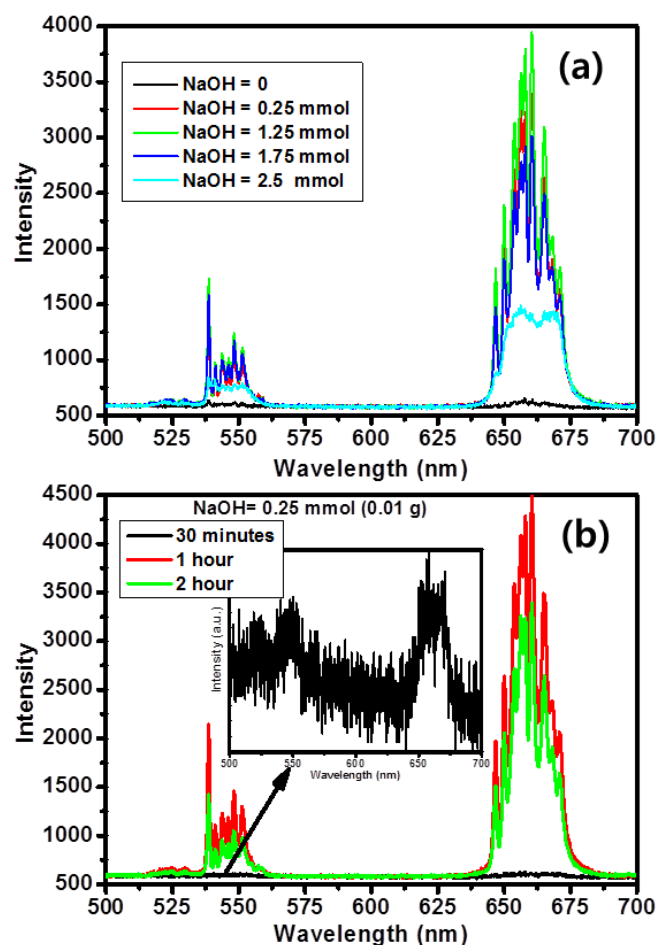 4000
3500
3000
2500
2000
1500
1000
500
Intensity
(a)
NaOH = 0
NaOH = 0.25 mmol
NaOH = 1.25 mmol
NaOH = 1.75 mmol
NaOH = 2.5 mmol
500 525 550 575 600 625 650 675 700
Wavelength (nm)
4500
4000
3500
3000
2500
2000
1500
1000
500
Intensity
NaOH= 0.25 mmol (0.01 g)
(b)
30 minutes
1 hour
2 hour
Intensity (a.u.)
500 550 600 650 700
Wavelength (nm)
500 525 550 575 600 625 650 675 700
Wavelength (nm)